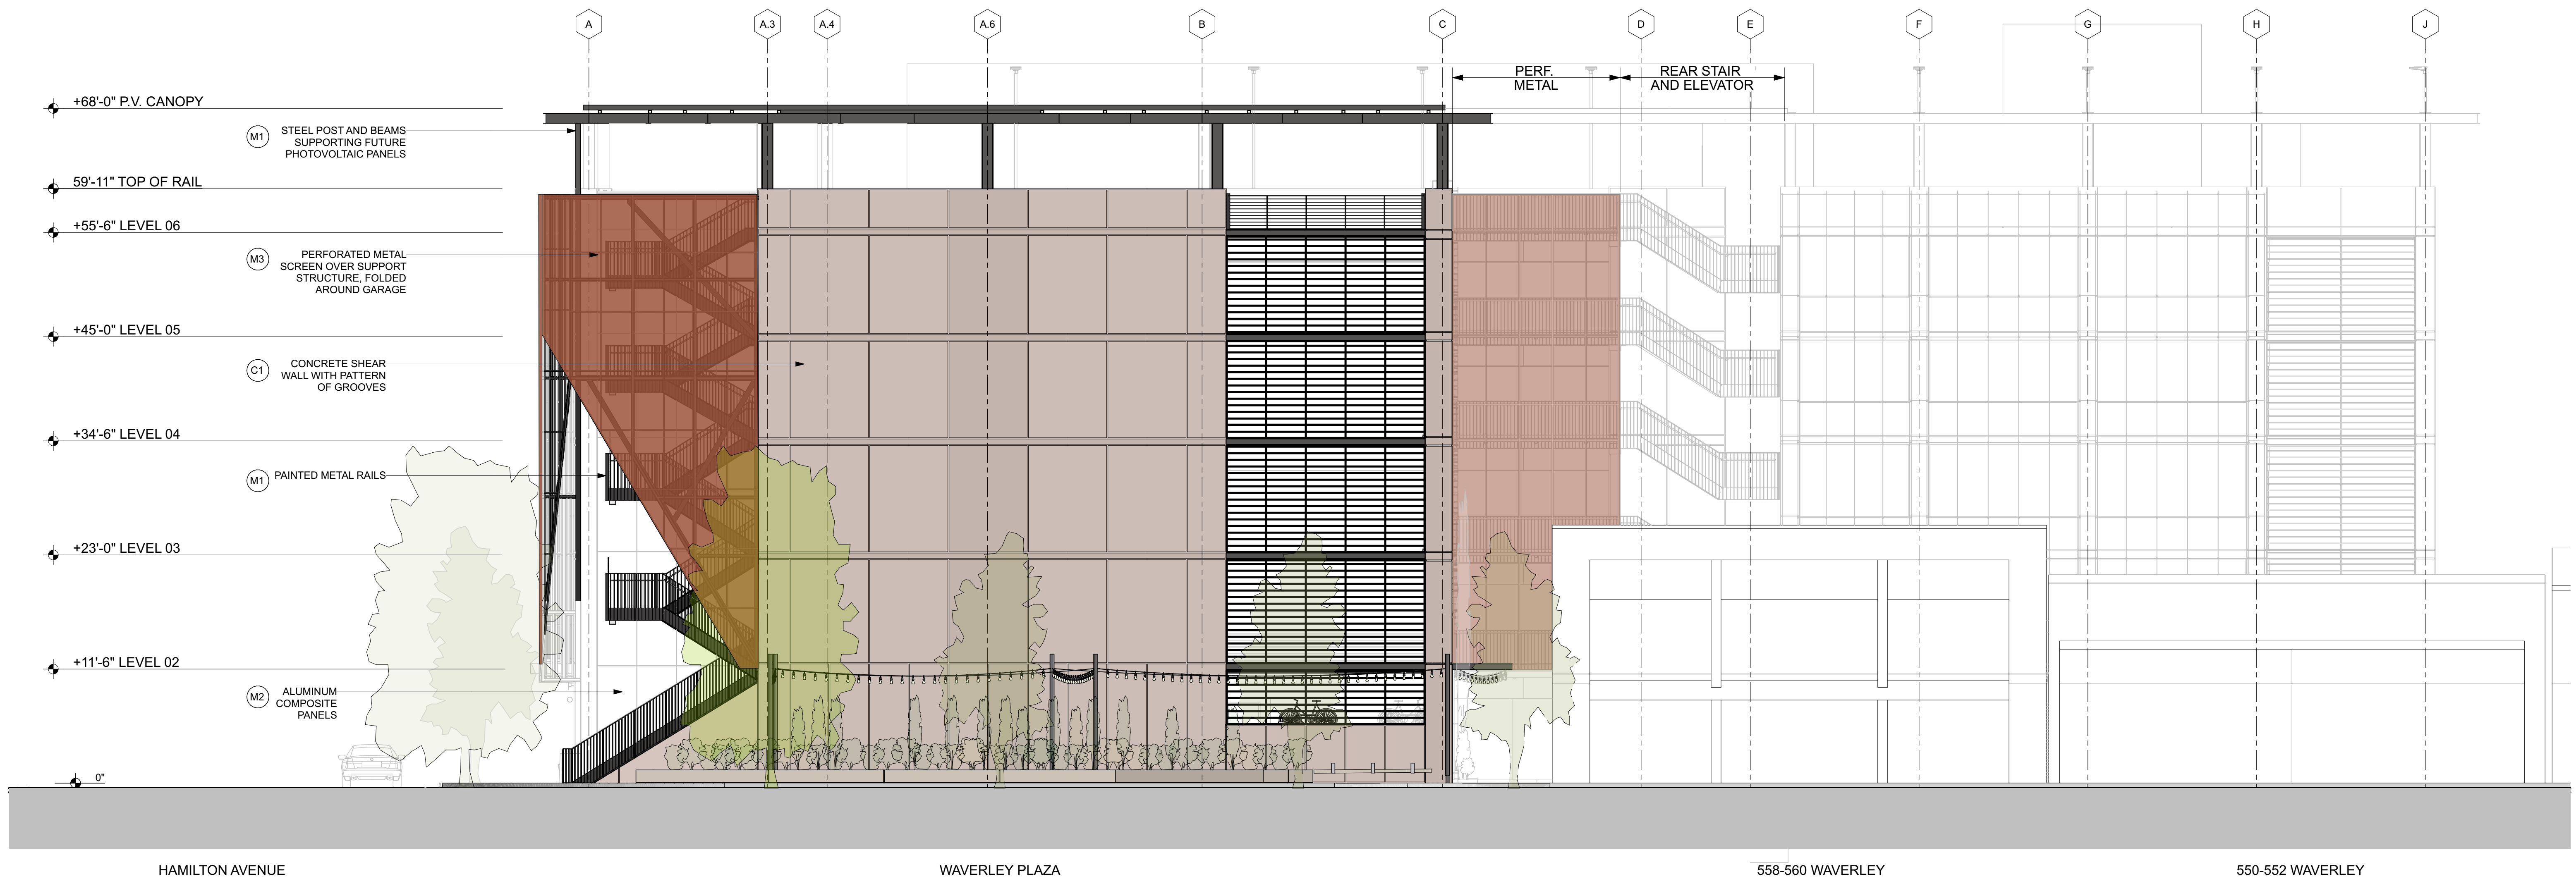 A
A.3
A.4
A.6
B
C
D
E
F
G
H
J
PERF.
METAL
REAR STAIR
AND ELEVATOR
+68'-0" P.V. CANOPY
M1
STEEL POST AND BEAMS
SUPPORTING FUTURE
PHOTOVOLTAIC PANELS
59'-11" TOP OF RAIL
+55'-6" LEVEL 06
M3
PERFORATED METAL
SCREEN OVER SUPPORT
STRUCTURE, FOLDED
AROUND GARAGE
+45'-0" LEVEL 05
C1
CONCRETE SHEAR
WALL WITH PATTERN
OF GROOVES
+34'-6" LEVEL 04
M1
PAINTED METAL RAILS
+23'-0" LEVEL 03
+11'-6" LEVEL 02
M2
ALUMINUM
COMPOSITE
PANELS
0"
HAMILTON AVENUE
WAVERLEY PLAZA
558-560 WAVERLEY
550-552 WAVERLEY